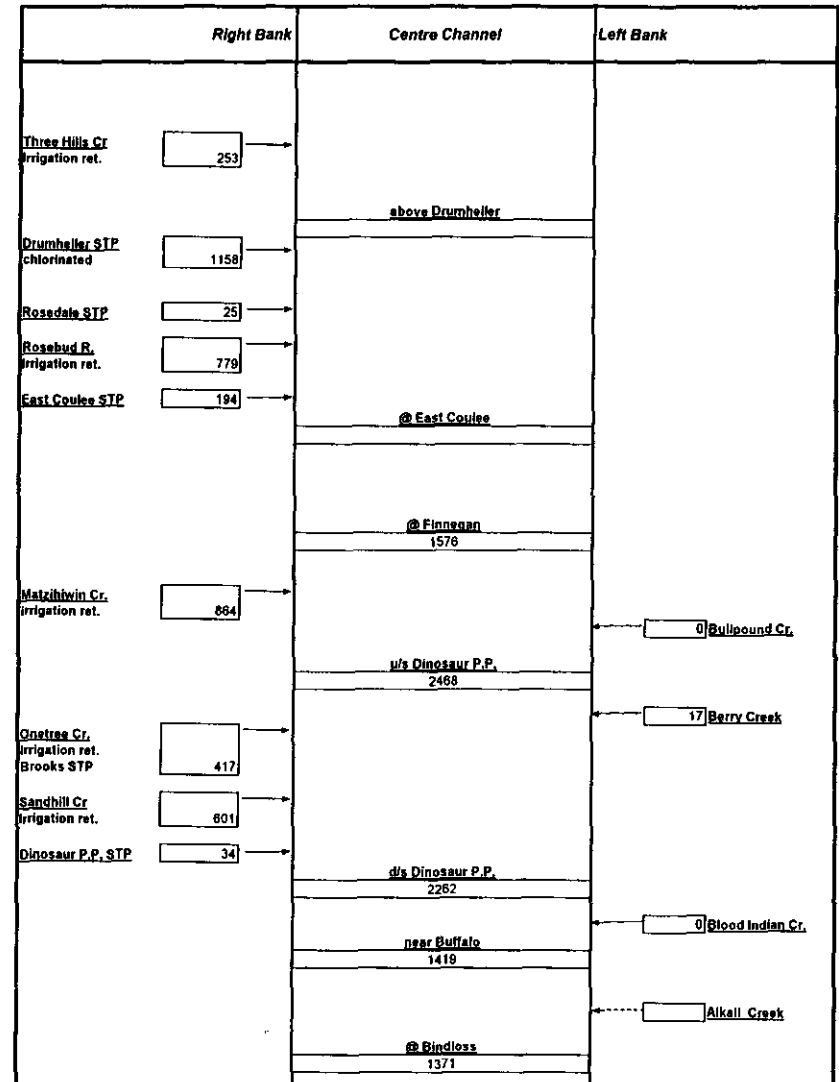 Right Bank
Centre Channel
Left Bank
Three Hills Cr
Irrigation ret.
253
above Drumheller
Drumheller STP
chlorinated
1158
Rosedale STP
25
Rosebud R.
Irrigation ret.
779
East Coulee STP
194
@ East Coulee
@ Finnegan
1576
Matzihiwin Cr.
Irrigation ret.
864
0 Bullpound Cr.
u/s Dinosaur P.P.
2468
17 Berry Creek
Onetree Cr.
Irrigation ret.
Brooks STP
417
Sandhill Cr
Irrigation ret.
601
Dinosaur P.P. STP
34
d/s Dinosaur P.P.
2262
0 Blood Indian Cr.
near Buffalo
1419
Alkali Creek
@ Bindloss
1371